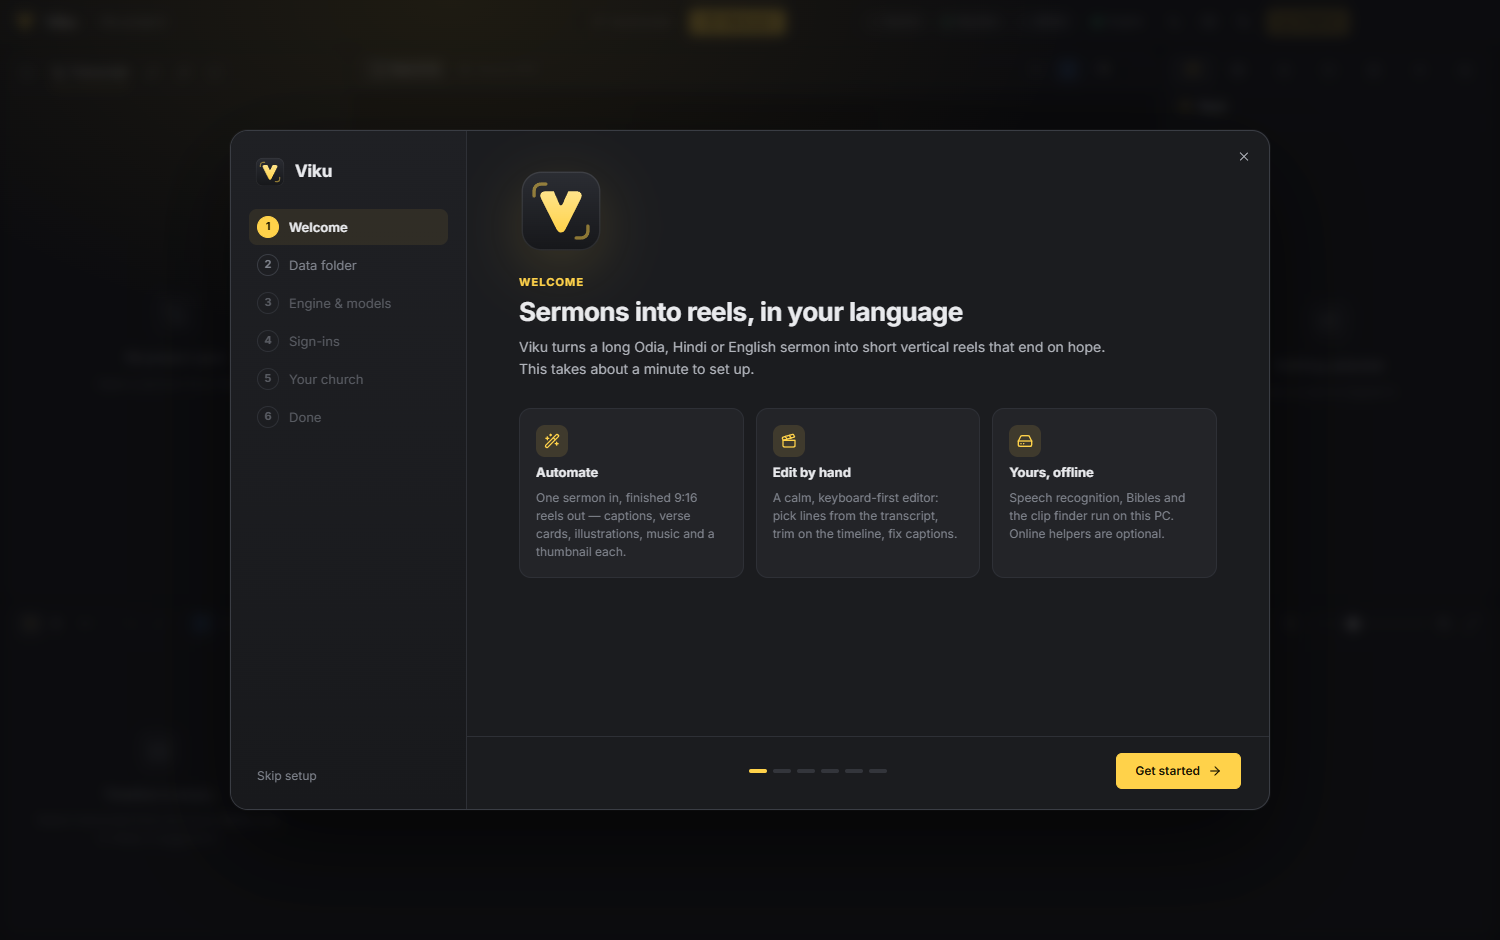 Viku
1 Welcome
2 Data folder
3 Engine & models
4 Sign-ins
5 Your church
6 Done
Skip setup
WELCOME
Sermons into reels, in your language
Viku turns a long Odia, Hindi or English sermon into short vertical reels that end on hope.
This takes about a minute to set up.
Automate
One sermon in, finished 9:16
reels out — captions, verse
cards, illustrations, music and a
thumbnail each.
Edit by hand
A calm, keyboard-first editor:
pick lines from the transcript,
trim on the timeline, fix captions.
Yours, offline
Speech recognition, Bibles and
the clip finder run on this PC.
Online helpers are optional.
Get started